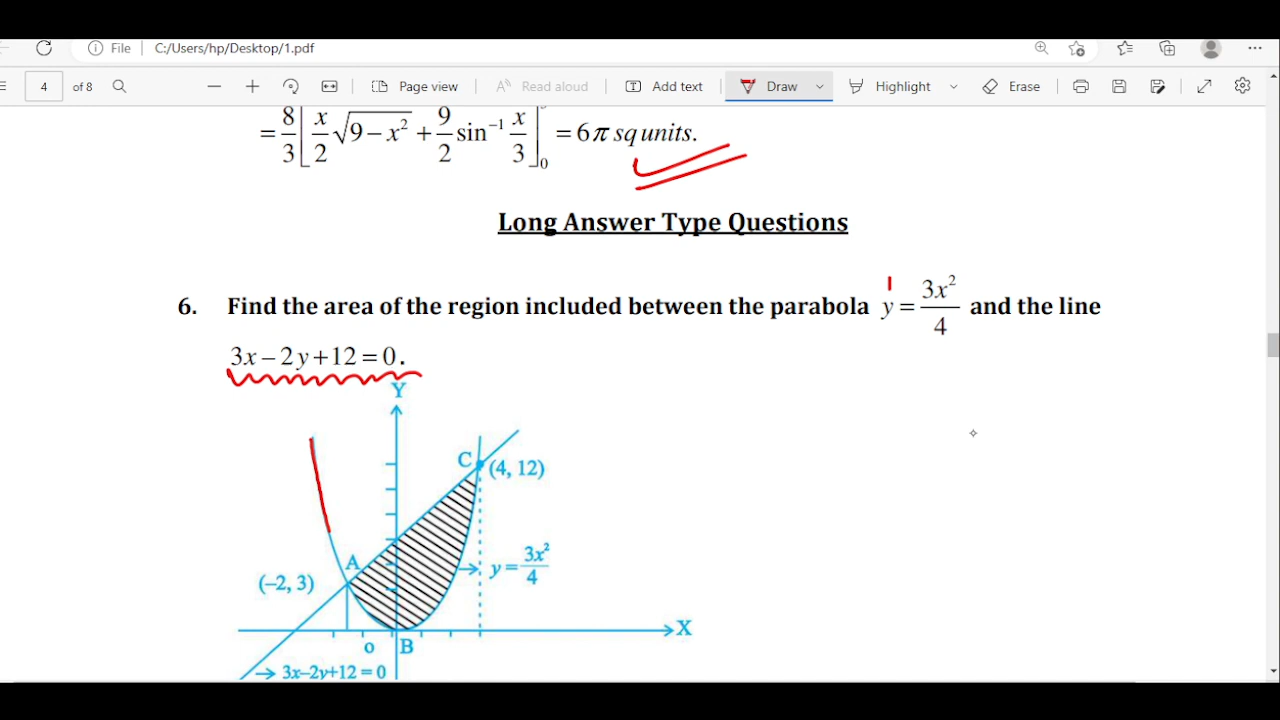 File | C:/Users/hp/Desktop/1.pdf
4 of 8 Page view Read aloud Add text Draw Highlight Erase
= 8/3 [ x/2 √(9 − x²) + 9/2 sin⁻¹ x/3 ]₀ = 6π sq units.
Long Answer Type Questions
6. Find the area of the region included between the parabola y = 3x²/4 and the line
3x − 2y + 12 = 0.
Y
C (4, 12)
A
y = 3x²/4
(−2, 3)
X
o B
3x−2y+12 = 0